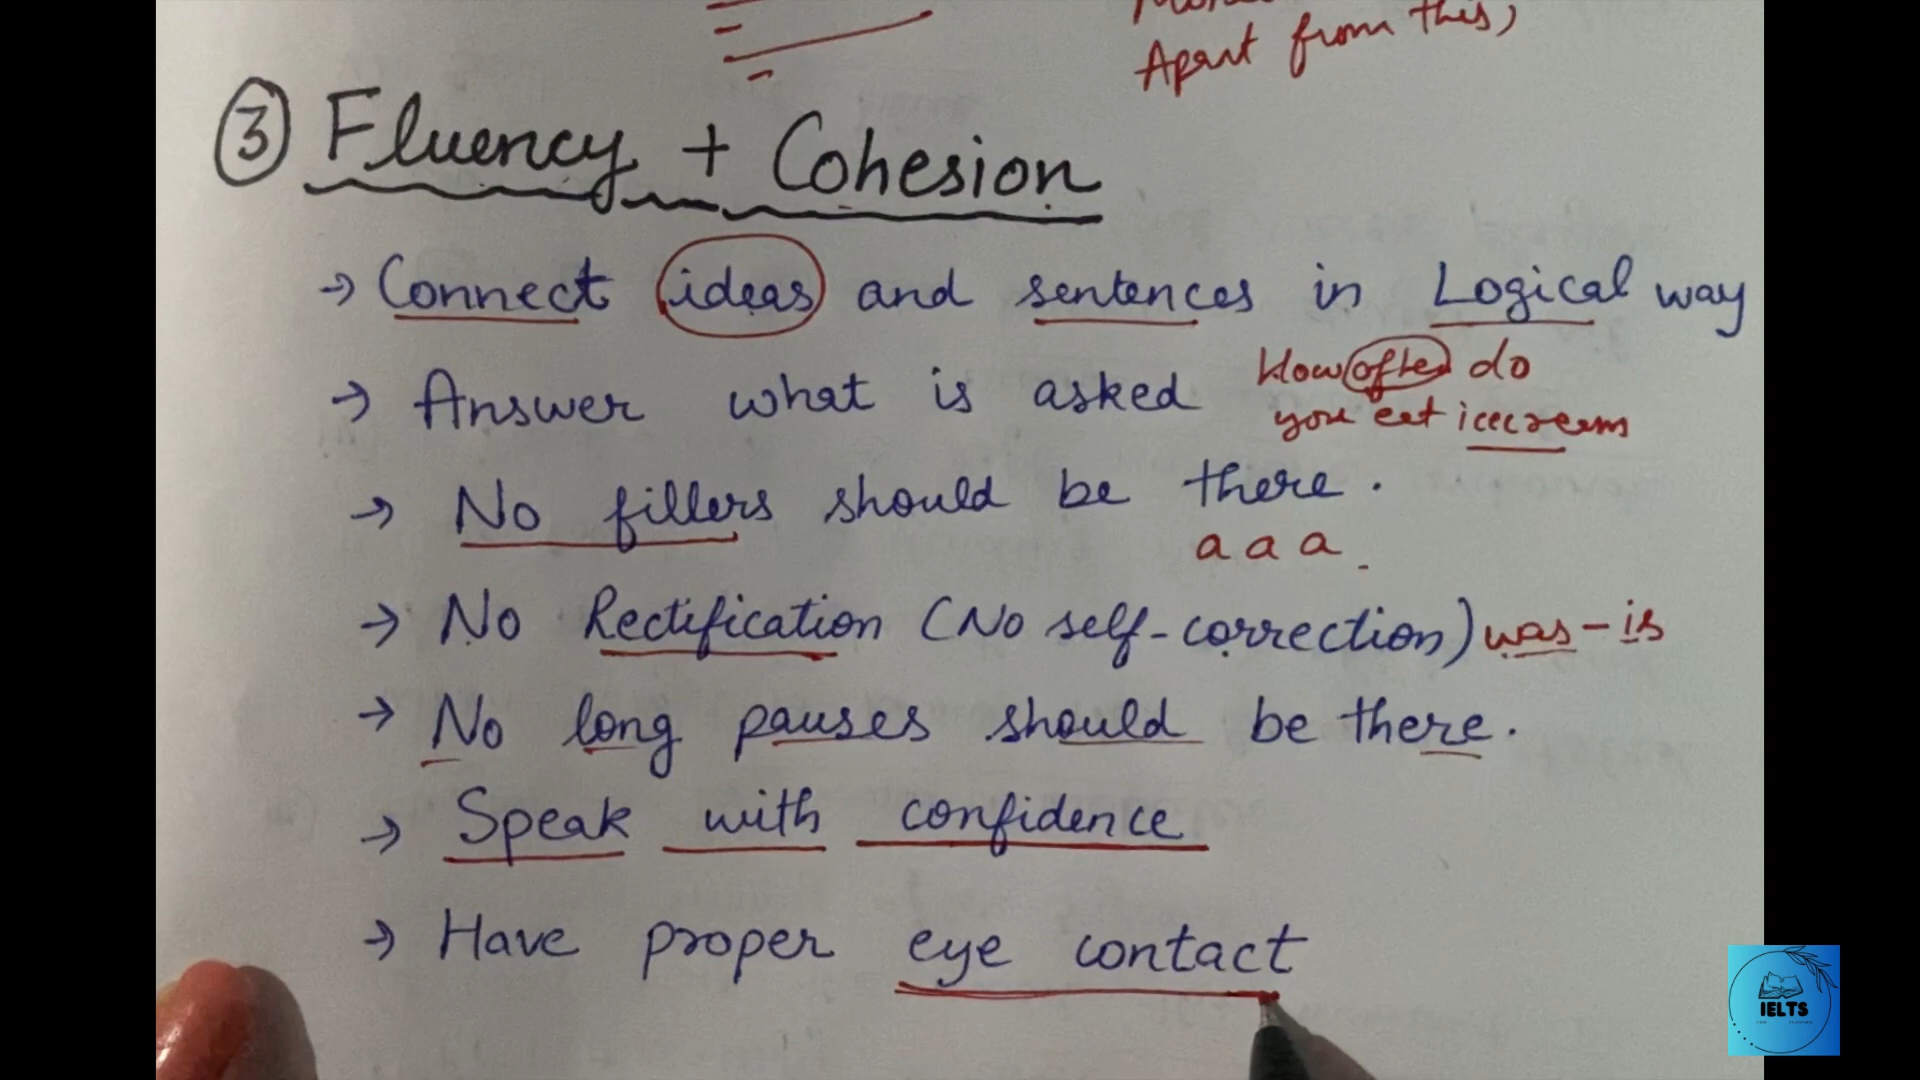 Apart from this,
③ Fluency + Cohesion
→ Connect ideas and sentences in Logical way
→ Answer what is asked
How often do
you eat icecreams
→ No fillers should be there.
a a a
→ No Rectification (No self-correction) was - is
→ No long pauses should be there.
→ Speak with confidence
→ Have proper eye contact
IELTS